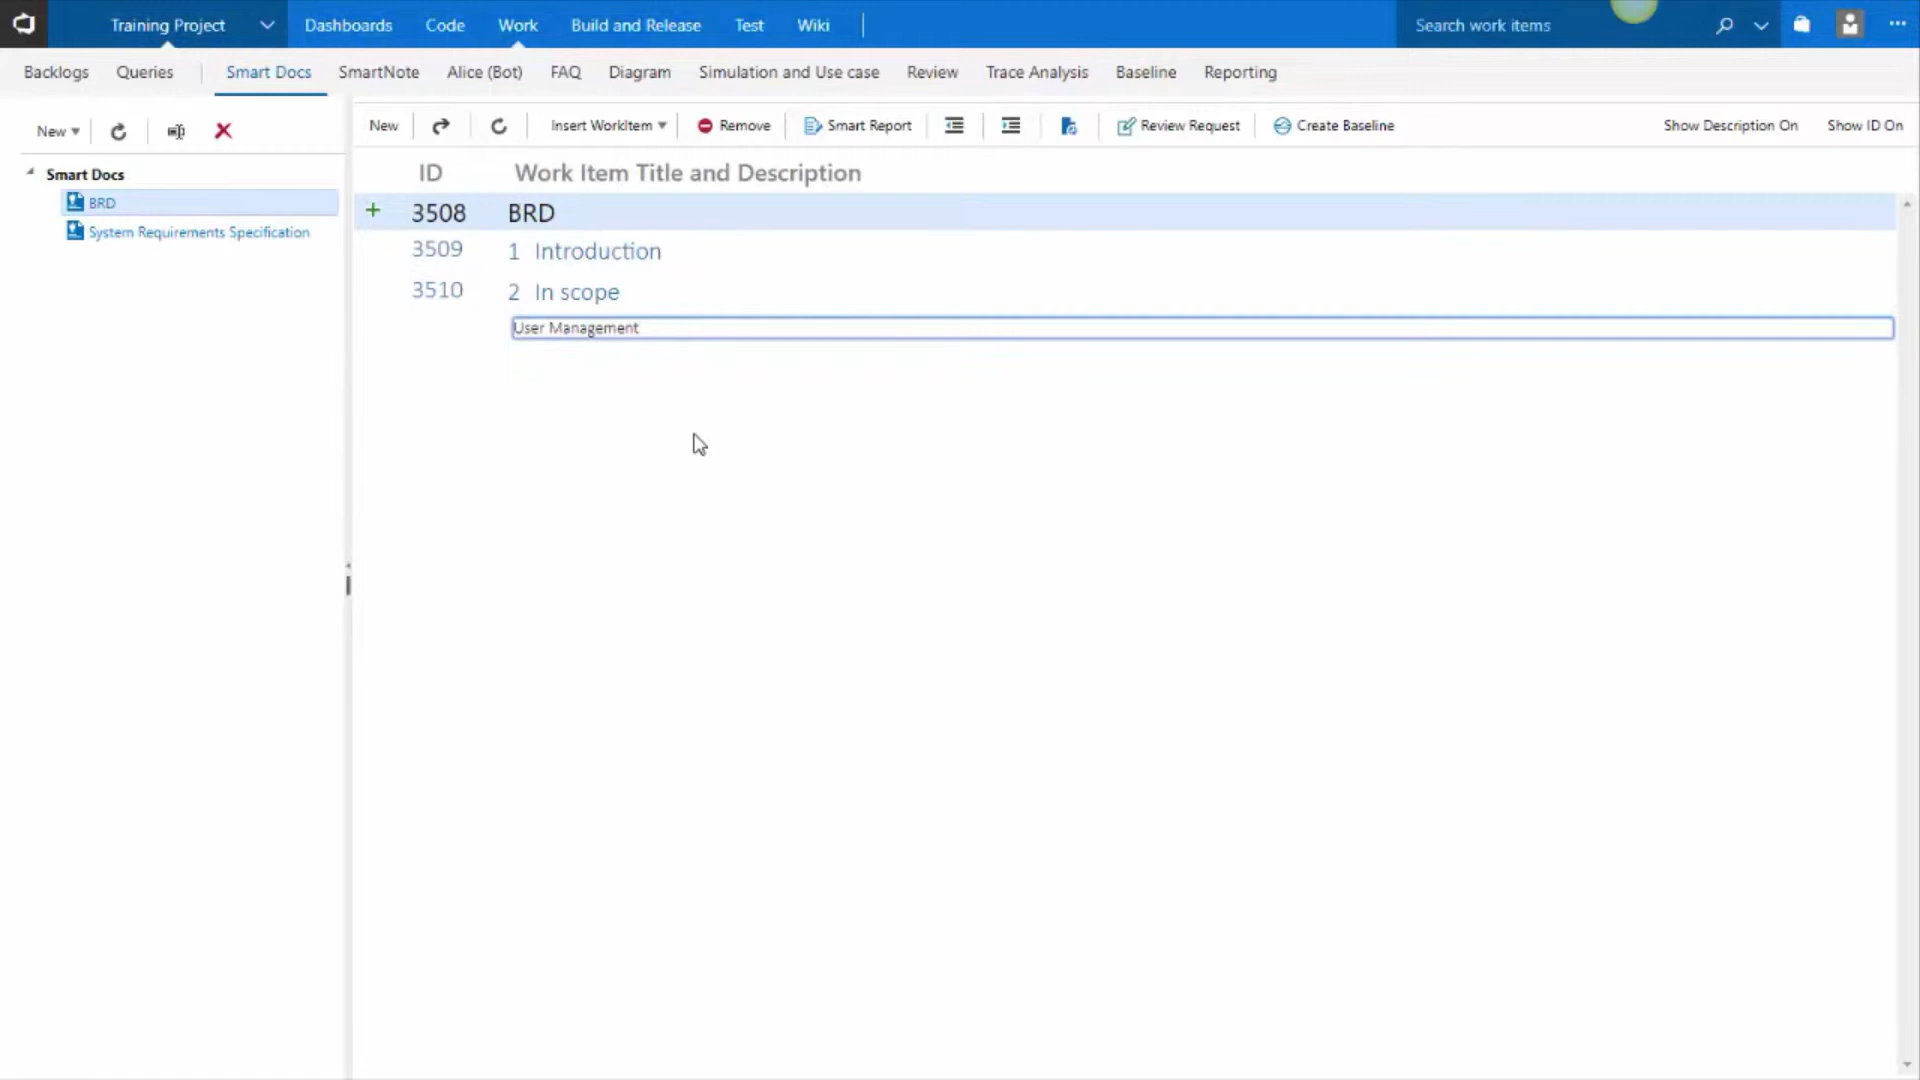 Training Project Dashboards Code Work Build and Release Test Wiki Search work items
Backlogs Queries Smart Docs SmartNote Alice (Bot) FAQ Diagram Simulation and Use case Review Trace Analysis Baseline Reporting
New New Insert WorkItem Remove Smart Report Review Request Create Baseline Show Description On Show ID On
Smart Docs
BRD
System Requirements Specification
ID Work Item Title and Description
3508 BRD
3509 1 Introduction
3510 2 In scope
User Management